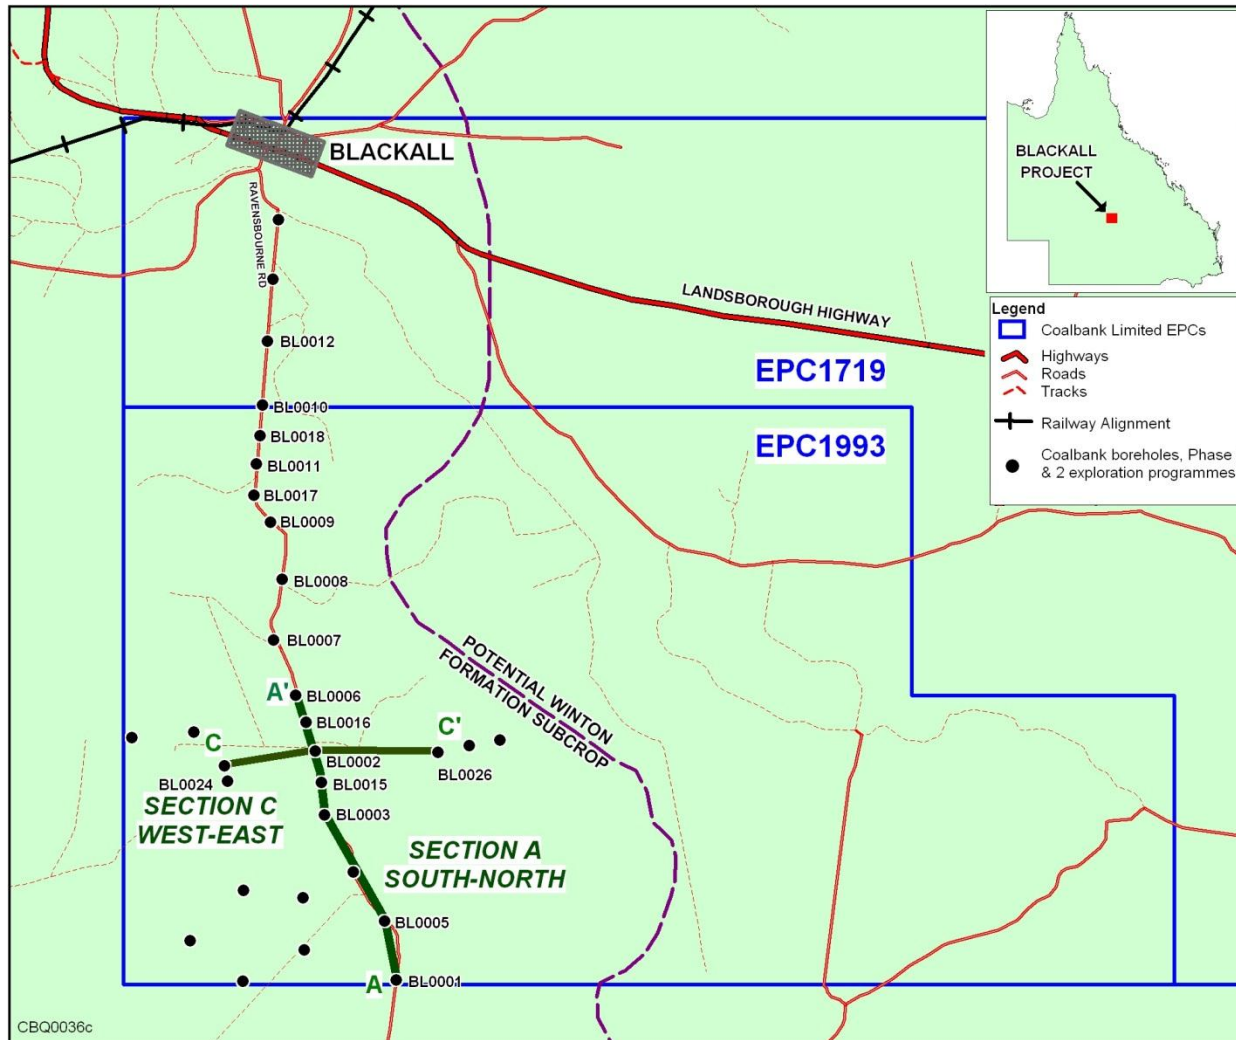 BLACKALL
PROJECT
BLACKALL
RAVENSBOURNE RD
LANDSBOROUGH HIGHWAY
Legend
Coalbank Limited EPCs
Highways
Roads
Tracks
Railway Alignment
Coalbank boreholes, Phase
& 2 exploration programmes
BL0012
EPC1719
BL0010
BL0018
EPC1993
BL0011
BL0017
BL0009
BL0008
BL0007
POTENTIAL WINTON
FORMATION SUBCROP
A'
BL0006
BL0016
C
C'
BL0002
BL0026
BL0024
BL0015
SECTION C
WEST-EAST
BL0003
SECTION A
SOUTH-NORTH
BL0005
A
BL0001
CBQ0036c